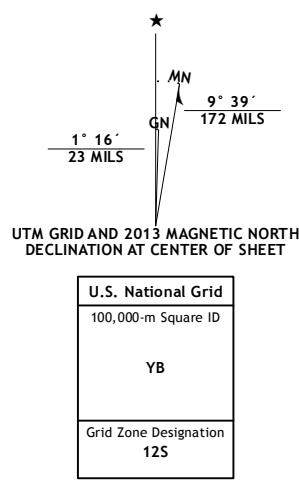 ★
MN
GN
9° 39´
172 MILS
1° 16´
23 MILS
UTM GRID AND 2013 MAGNETIC NORTH
DECLINATION AT CENTER OF SHEET
U.S. National Grid
100,000-m Square ID
YB
Grid Zone Designation
12S